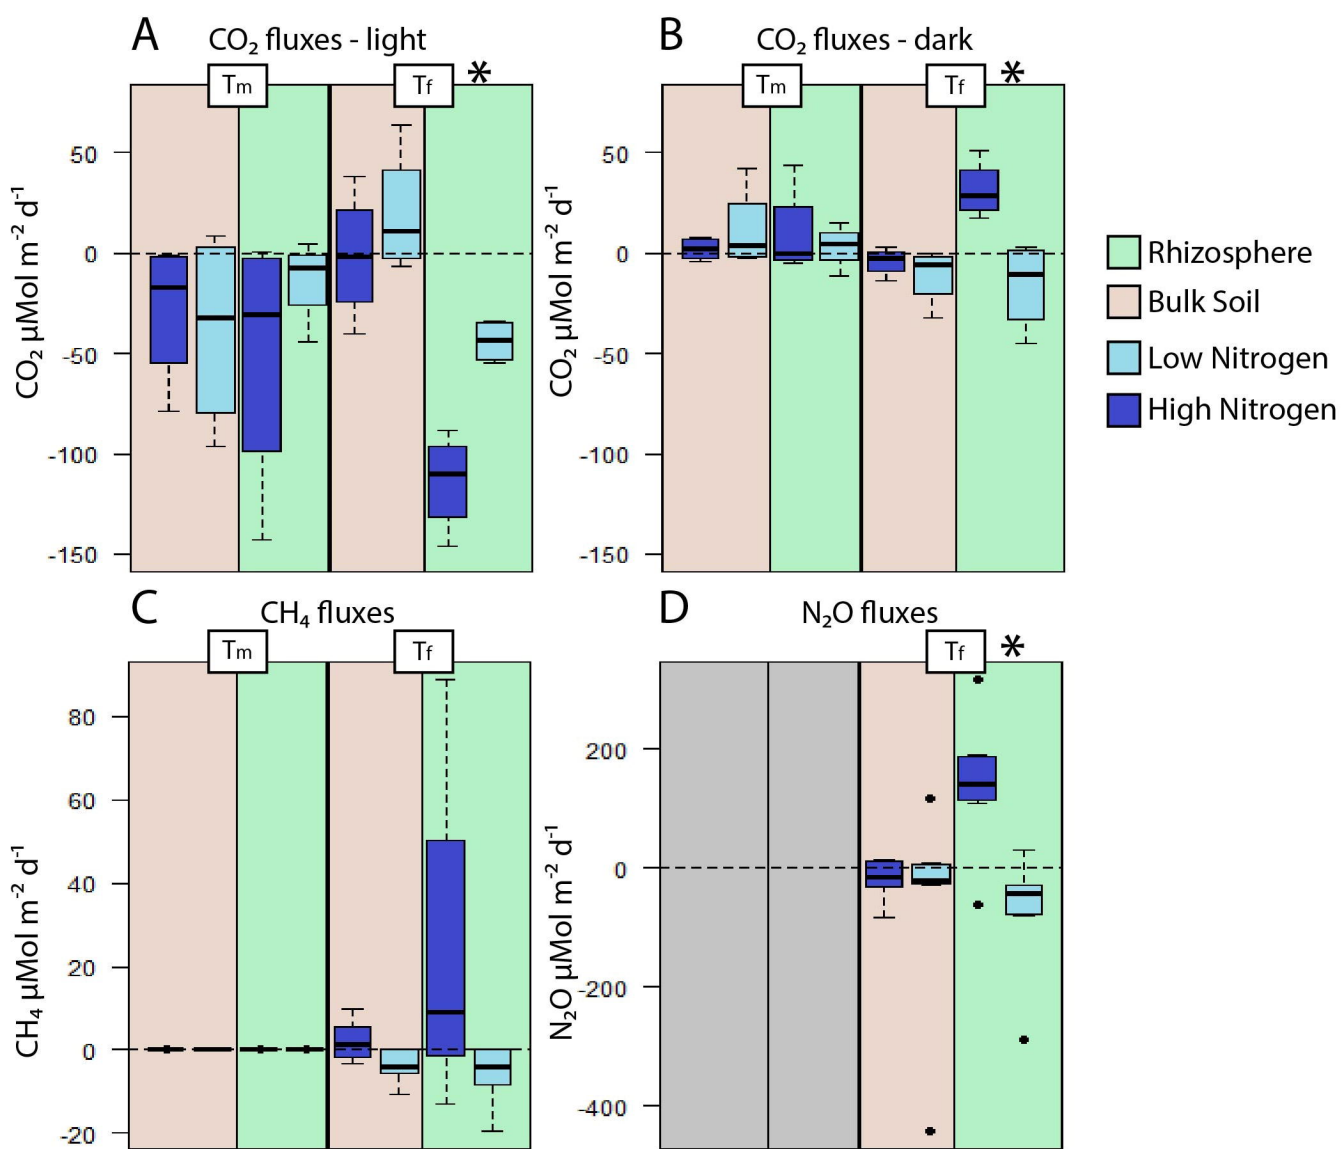 A
CO₂ fluxes - light
Tm
Tf
*
CO₂ µMol m⁻² d⁻¹
50
0
-50
-100
-150
B
CO₂ fluxes - dark
Tm
Tf
*
CO₂ µMol m⁻² d⁻¹
50
0
-50
-100
-150
Rhizosphere
Bulk Soil
Low Nitrogen
High Nitrogen
C
CH₄ fluxes
Tm
Tf
CH₄ µMol m⁻² d⁻¹
80
60
40
20
0
-20
D
N₂O fluxes
Tf
*
N₂O µMol m⁻² d⁻¹
200
0
-200
-400